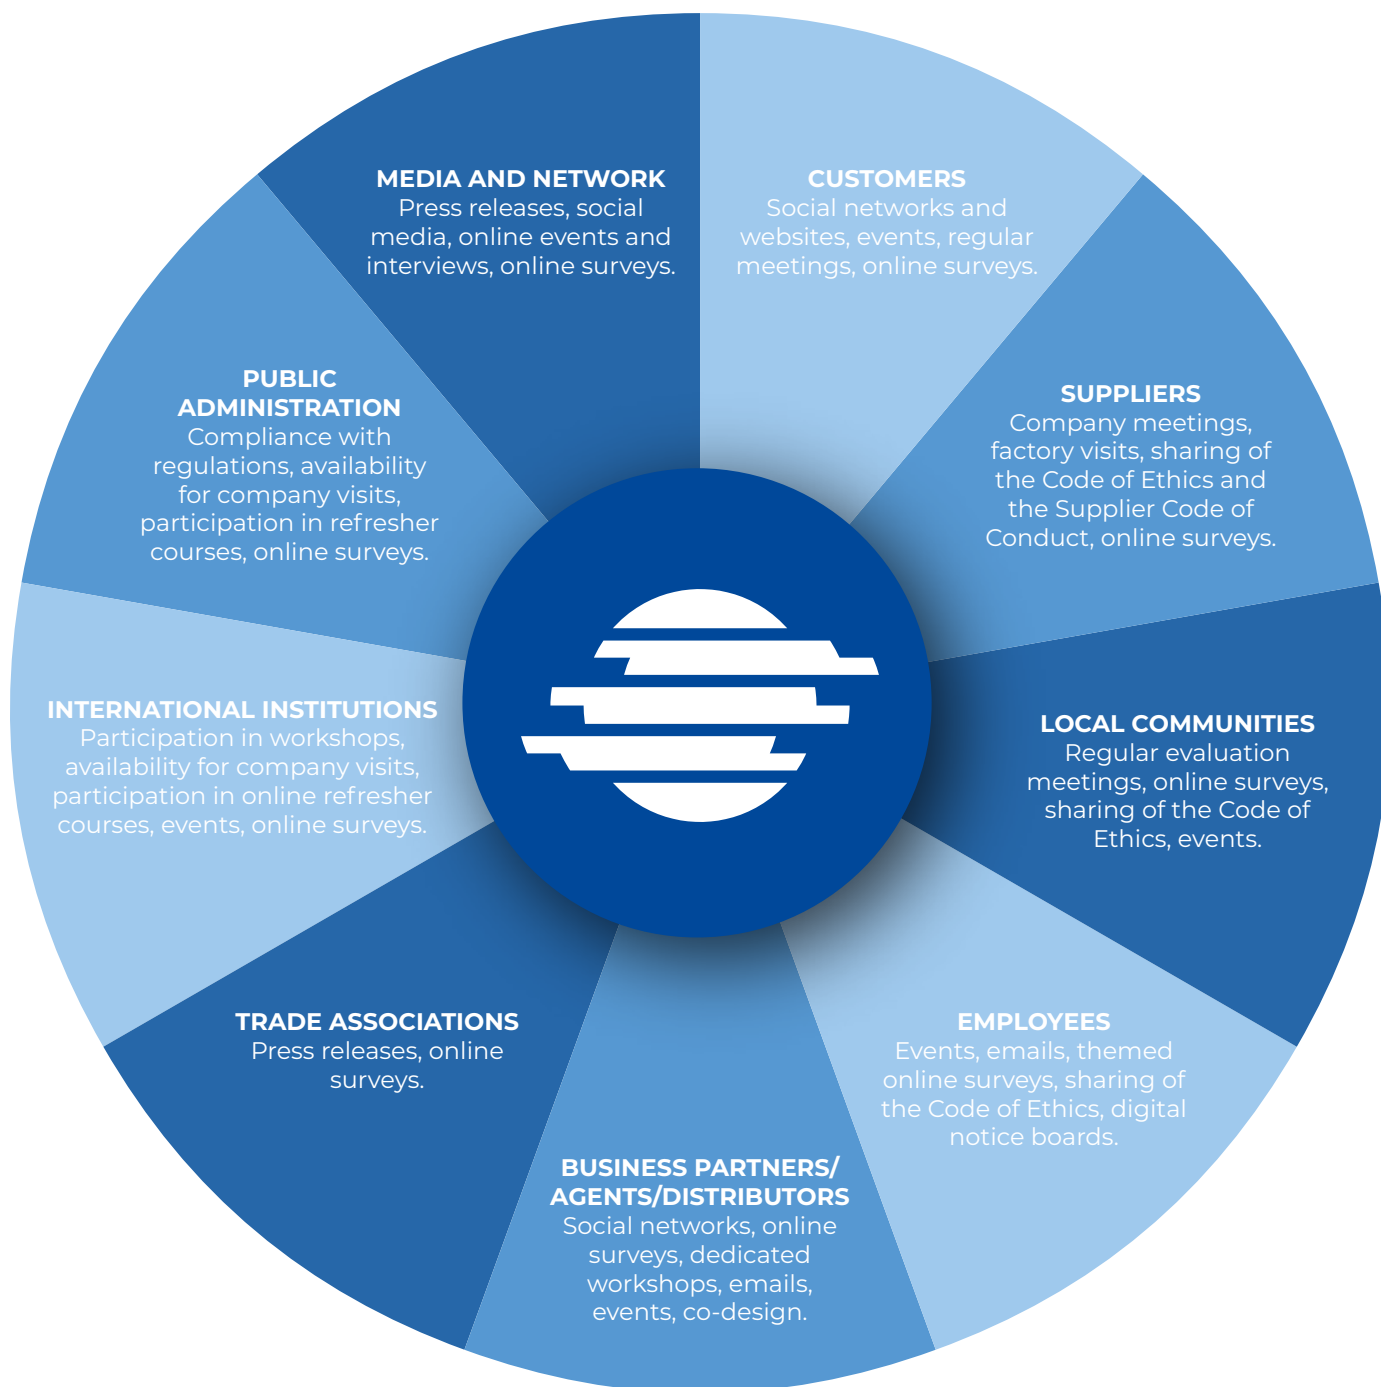 MEDIA AND NETWORK
Press releases, social
media, online events and
interviews, online surveys.
CUSTOMERS
Social networks and
websites, events, regular
meetings, online surveys.
SUPPLIERS
Company meetings,
factory visits, sharing of
the Code of Ethics and
the Supplier Code of
Conduct, online surveys.
LOCAL COMMUNITIES
Regular evaluation
meetings, online surveys,
sharing of the Code of
Ethics, events.
EMPLOYEES
Events, emails, themed
online surveys, sharing of
the Code of Ethics, digital
notice boards.
BUSINESS PARTNERS/
AGENTS/DISTRIBUTORS
Social networks, online
surveys, dedicated
workshops, emails,
events, co-design.
TRADE ASSOCIATIONS
Press releases, online
surveys.
INTERNATIONAL INSTITUTIONS
Participation in workshops,
availability for company visits,
participation in online refresher
courses, events, online surveys.
PUBLIC
ADMINISTRATION
Compliance with
regulations, availability
for company visits,
participation in refresher
courses, online surveys.